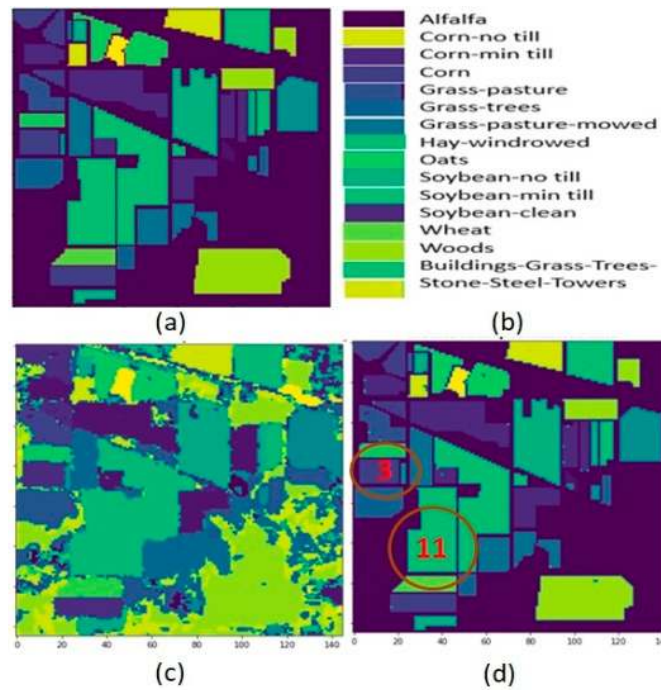 Alfalfa
Corn-no till
Corn-min till
Corn
Grass-pasture
Grass-trees
Grass-pasture-mowed
Hay-windrowed
Oats
Soybean-no till
Soybean-min till
Soybean-clean
Wheat
Woods
Buildings-Grass-Trees-
Stone-Steel-Towers
(a)
(b)
3
11
0 20 40 60 80 100 120 140
0 20 40 60 80 100 120 140
(c)
(d)